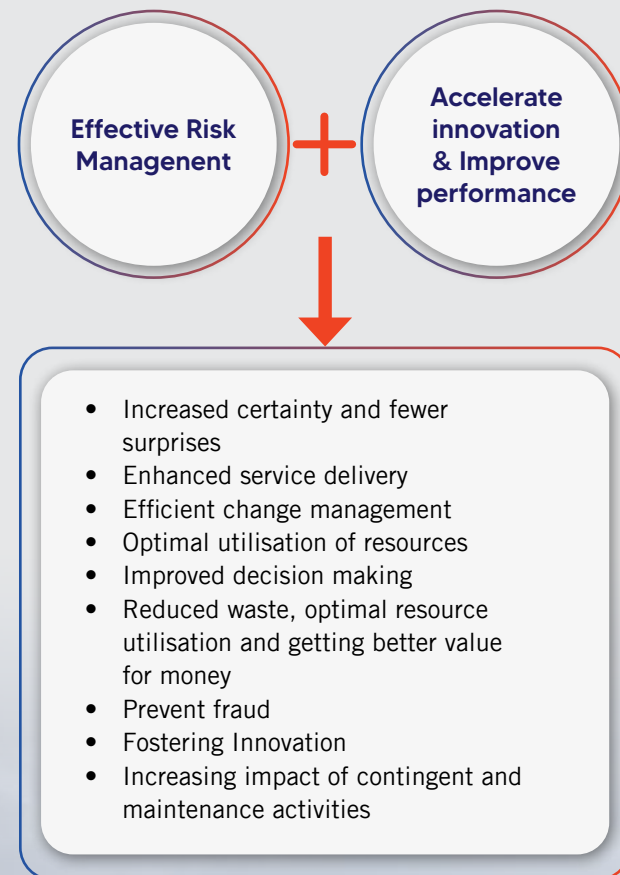 Effective Risk
Managenent
+
Accelerate
innovation
& Improve
performance
• Increased certainty and fewer
surprises
• Enhanced service delivery
• Efficient change management
• Optimal utilisation of resources
• Improved decision making
• Reduced waste, optimal resource
utilisation and getting better value
for money
• Prevent fraud
• Fostering Innovation
• Increasing impact of contingent and
maintenance activities